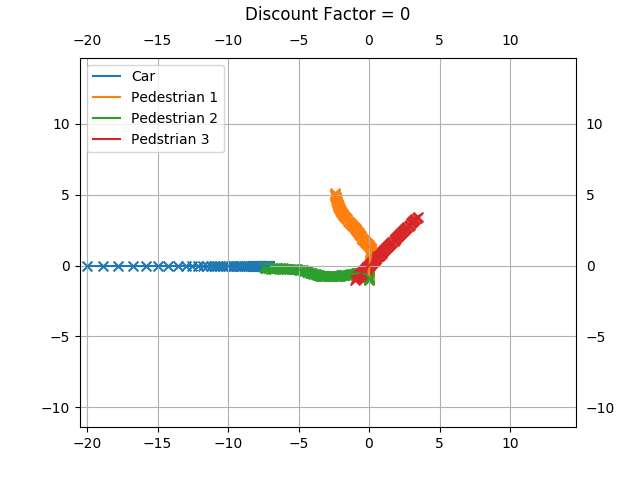 Discount Factor = 0
−20 −15 −10 −5 0 5 10
Car
Pedestrian 1
Pedestrian 2
Pedstrian 3
10 10
5 5
0 0
−5 −5
−10 −10
−20 −15 −10 −5 0 5 10